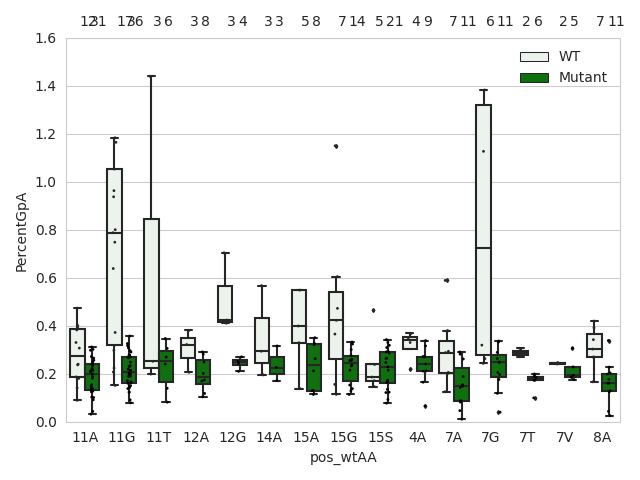 12 31 17 36 3 6 3 8 3 4 3 3 5 8 7 14 5 21 4 9 7 11 6 11 2 6 2 5 7 11
1.6
WT
Mutant
1.4
1.2
1.0
PercentGpA
0.8
0.6
0.4
0.2
0.0
11A 11G 11T 12A 12G 14A 15A 15G 15S 4A 7A 7G 7T 7V 8A
pos_wtAA